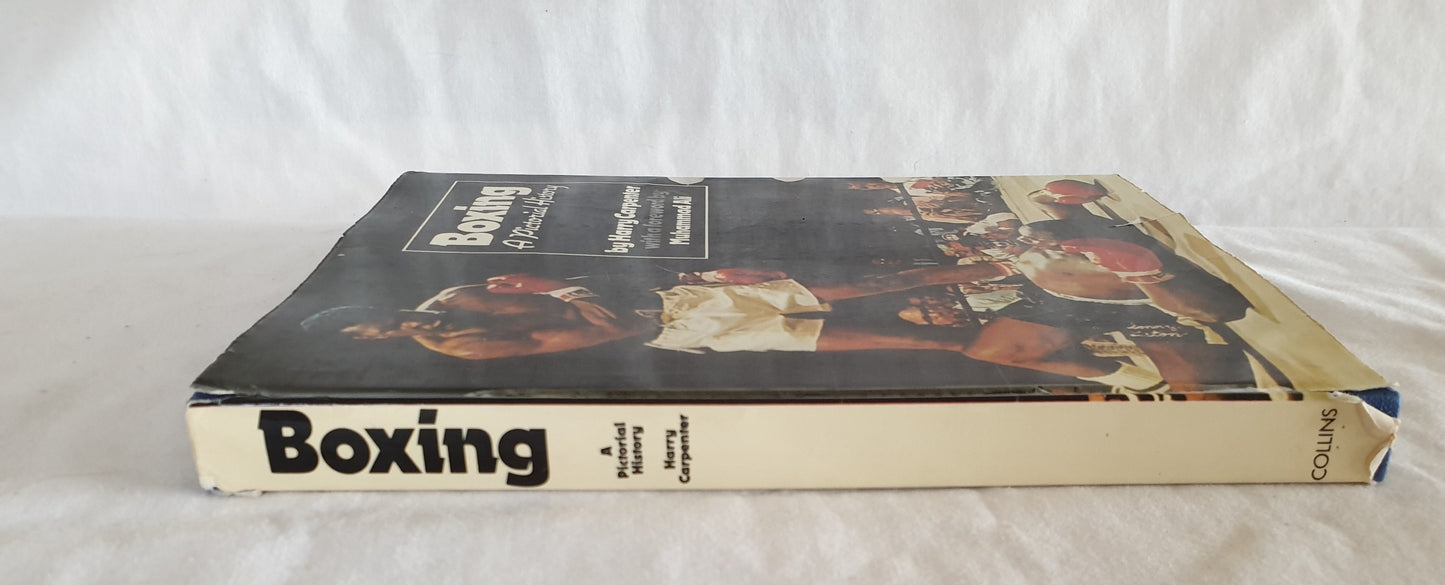 Boxing
A Pictorial History
by Harry Carpenter
with a foreword by
Muhammad Ali
Boxing
A
Pictorial
History
Harry
Carpenter
COLLINS